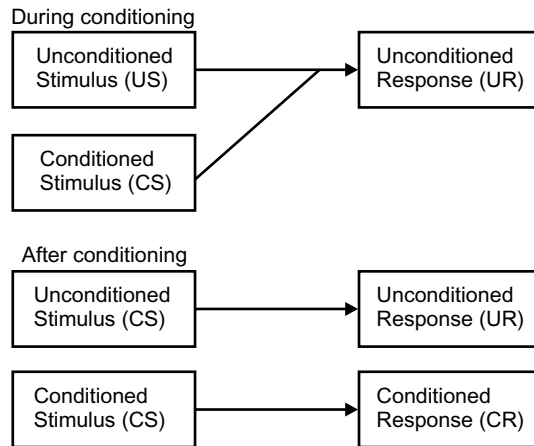 During conditioning
Unconditioned
Stimulus (US)
Unconditioned
Response (UR)
Conditioned
Stimulus (CS)
After conditioning
Unconditioned
Stimulus (CS)
Unconditioned
Response (UR)
Conditioned
Stimulus (CS)
Conditioned
Response (CR)